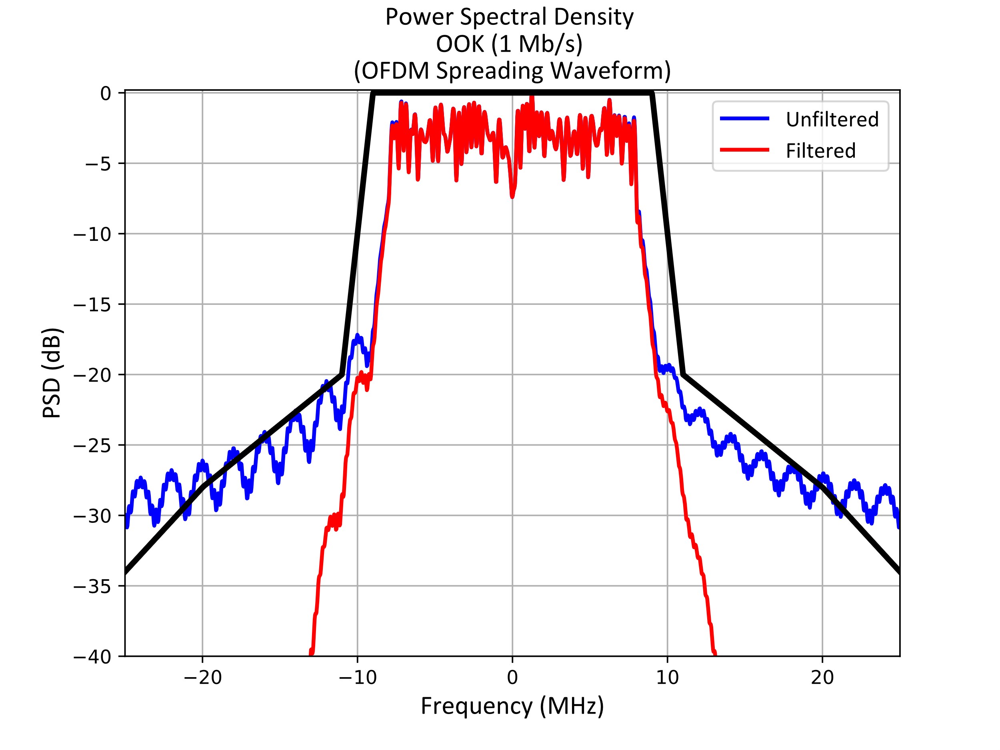 Power Spectral Density
OOK (1 Mb/s)
(OFDM Spreading Waveform)
Unfiltered
Filtered
PSD (dB)
0
−5
−10
−15
−20
−25
−30
−35
−40
−20 −10 0 10 20
Frequency (MHz)